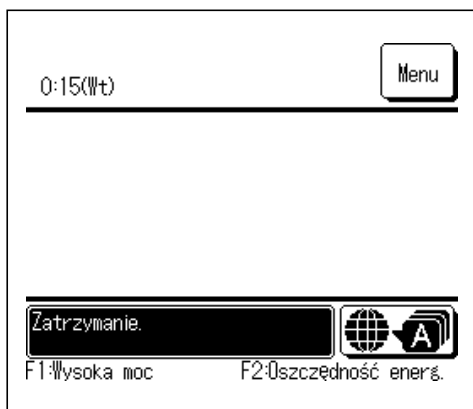 0:15(Wt)
Menu
Zatrzymanie.
A
F1:Wysoka moc
F2:Oszczędność energ.